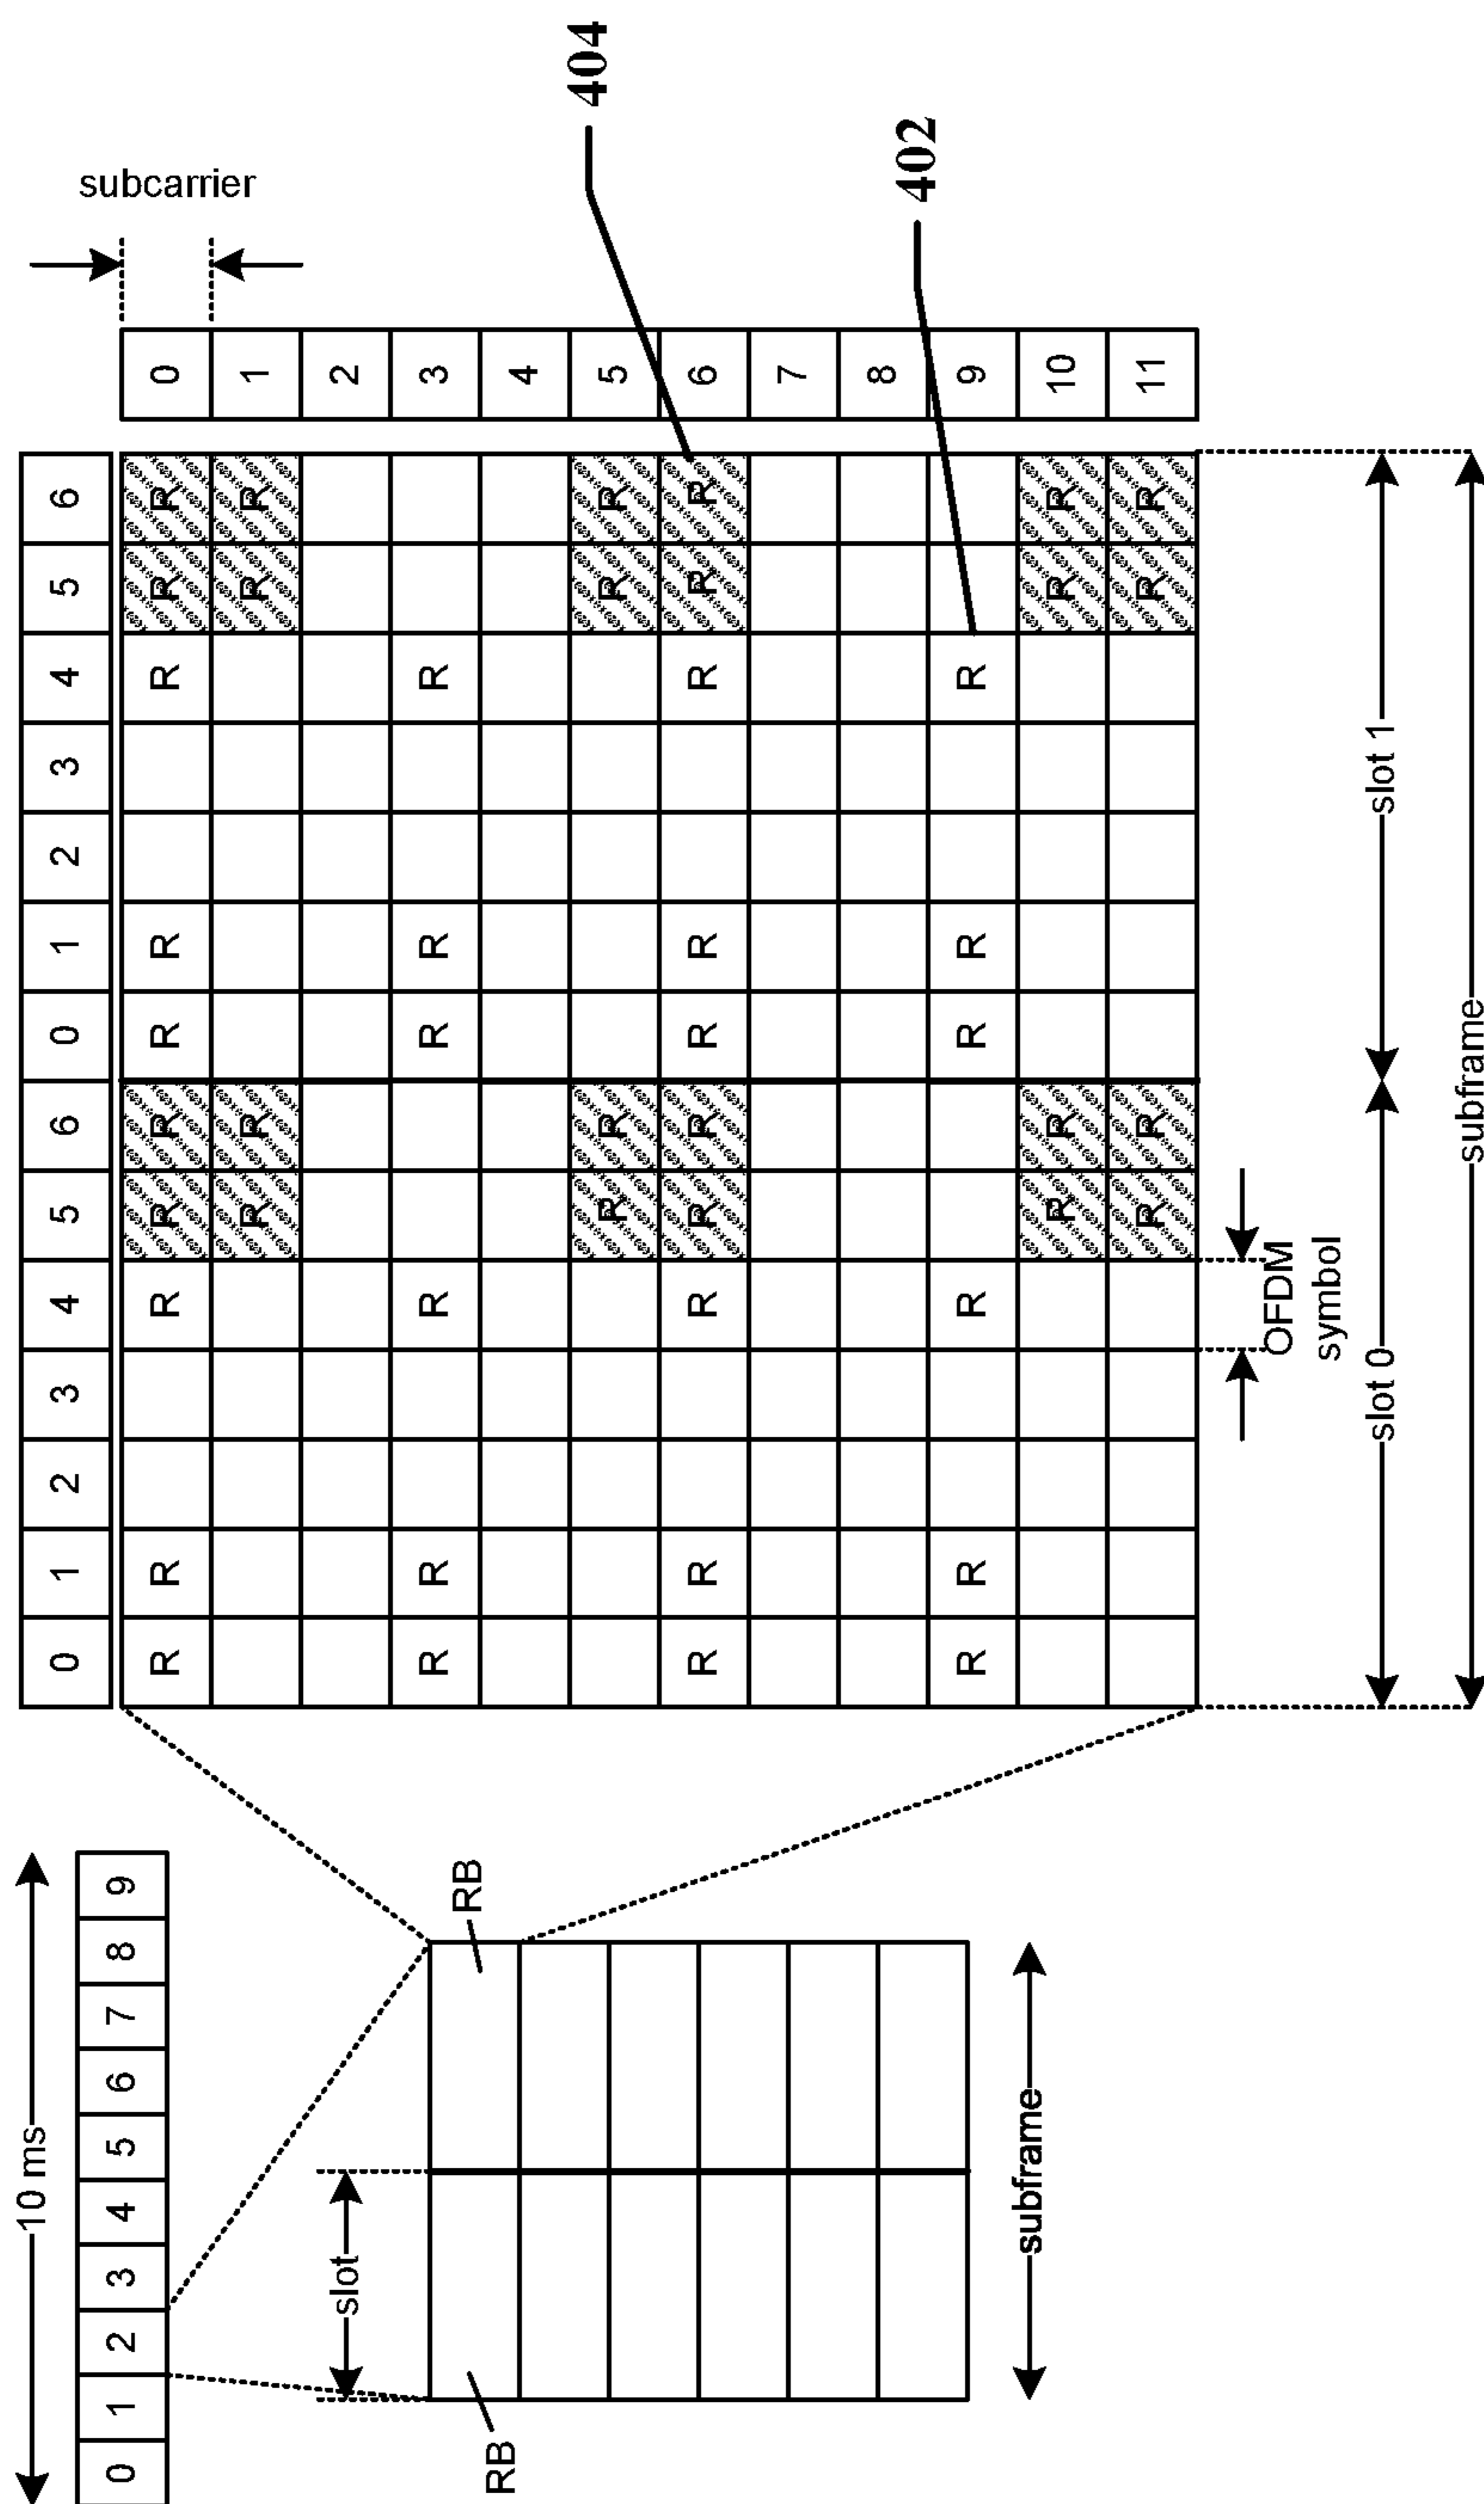 10 ms
0 1 2 3 4 5 6 7 8 9
slot
RB
RB
subframe
subcarrier
0 1 2 3 4 5 6 0 1 2 3 4 5 6
R R R R R R R R R R 0
R R R R 1
2
R R R R R R 3
4
R R R R 5
404
R R R R R R R R R R 6
7
8
402
R R R R R R 9
R R R R 10
R R R R 11
OFDM
symbol
slot 0
slot 1
subframe